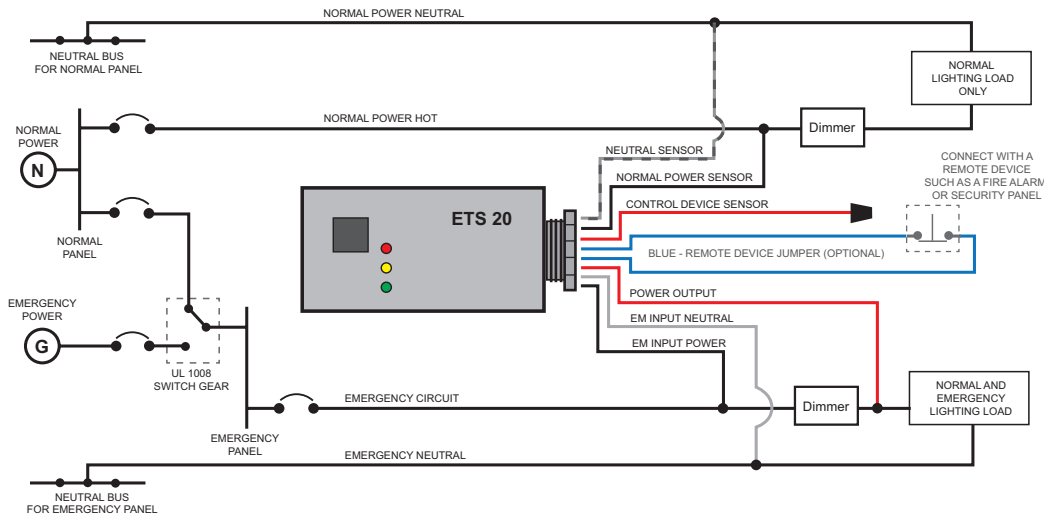 NORMAL POWER NEUTRAL
NEUTRAL BUS
FOR NORMAL PANEL
NORMAL
LIGHTING LOAD
ONLY
NORMAL
POWER
N
NORMAL POWER HOT
Dimmer
NEUTRAL SENSOR
NORMAL POWER SENSOR
CONTROL DEVICE SENSOR
CONNECT WITH A
REMOTE DEVICE
SUCH AS A FIRE ALARM
OR SECURITY PANEL
ETS 20
NORMAL
PANEL
BLUE - REMOTE DEVICE JUMPER (OPTIONAL)
POWER OUTPUT
EM INPUT NEUTRAL
EM INPUT POWER
EMERGENCY
POWER
G
UL 1008
SWITCH GEAR
EMERGENCY CIRCUIT
Dimmer
NORMAL AND
EMERGENCY
LIGHTING LOAD
EMERGENCY
PANEL
EMERGENCY NEUTRAL
NEUTRAL BUS
FOR EMERGENCY PANEL